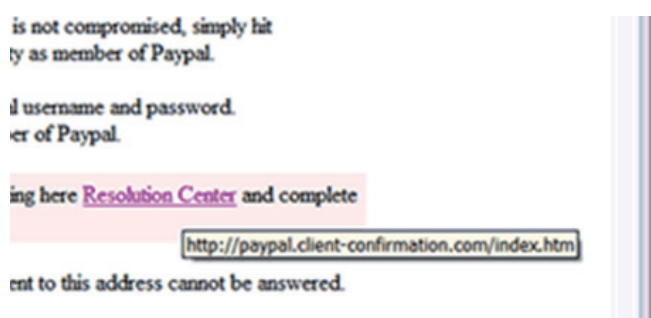 is not compromised, simply hit
ty as member of Paypal.
l username and password.
er of Paypal.
ing here Resolution Center and complete
http://paypal.client-confirmation.com/index.htm
ent to this address cannot be answered.